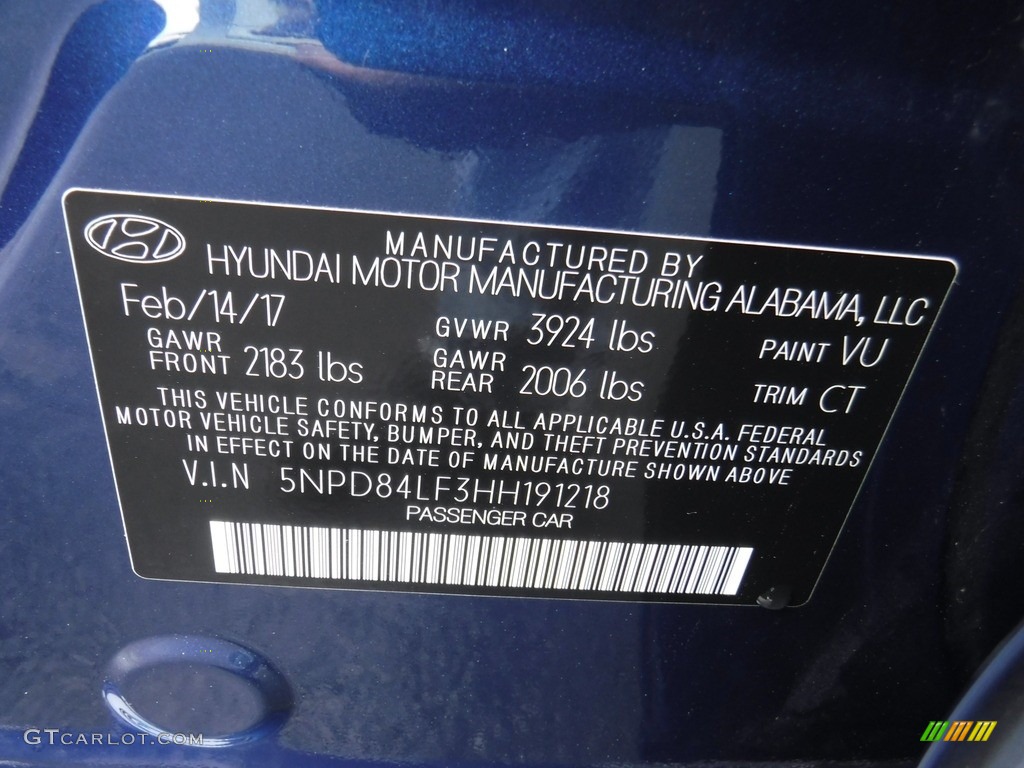 MANUFACTURED BY
HYUNDAI MOTOR MANUFACTURING ALABAMA, LLC
Feb/14/17
GVWR 3924 lbs
PAINT VU
GAWR FRONT 2183 lbs
GAWR REAR 2006 lbs
TRIM CT
THIS VEHICLE CONFORMS TO ALL APPLICABLE U.S.A. FEDERAL
MOTOR VEHICLE SAFETY, BUMPER, AND THEFT PREVENTION STANDARDS
IN EFFECT ON THE DATE OF MANUFACTURE SHOWN ABOVE
V.I.N 5NPD84LF3HH191218
PASSENGER CAR
GTCARLOT.COM